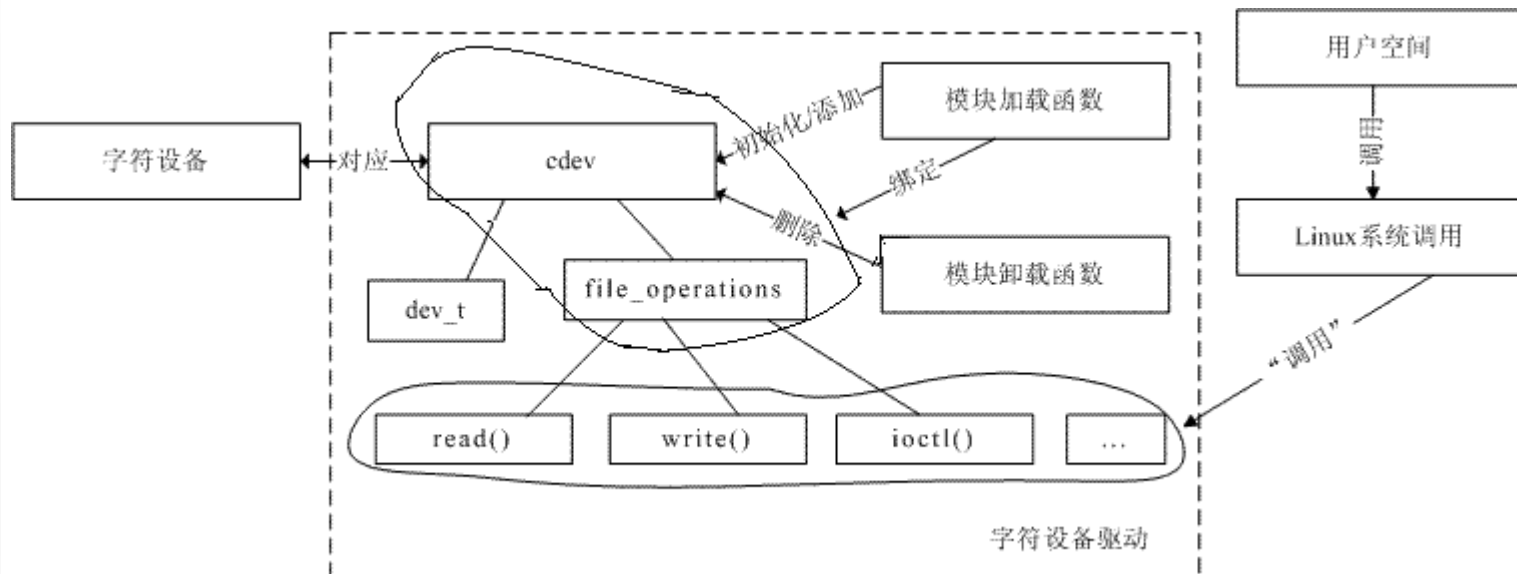 用户空间
模块加载函数
初始化/添加
调用
字符设备
对应
cdev
绑定
删除
Linux系统调用
模块卸载函数
file_operations
dev_t
“调用”
read()
write()
ioctl()
...
字符设备驱动